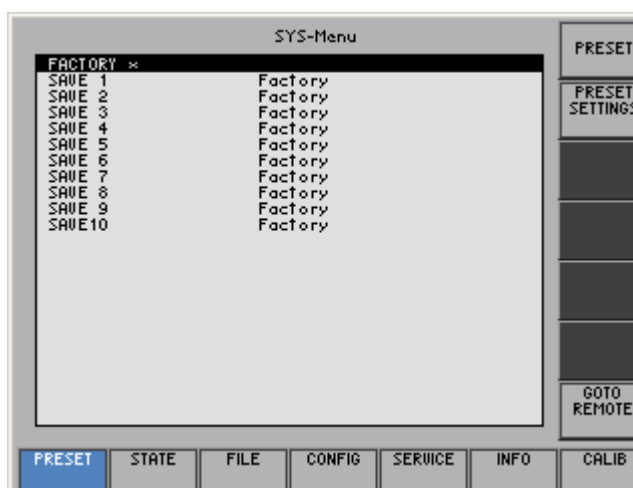 SYS-Menu
FACTORY *
SAVE 1 Factory
SAVE 2 Factory
SAVE 3 Factory
SAVE 4 Factory
SAVE 5 Factory
SAVE 6 Factory
SAVE 7 Factory
SAVE 8 Factory
SAVE 9 Factory
SAVE10 Factory
PRESET
PRESET
SETTINGS
GOTO
REMOTE
PRESET STATE FILE CONFIG SERVICE INFO CALIB